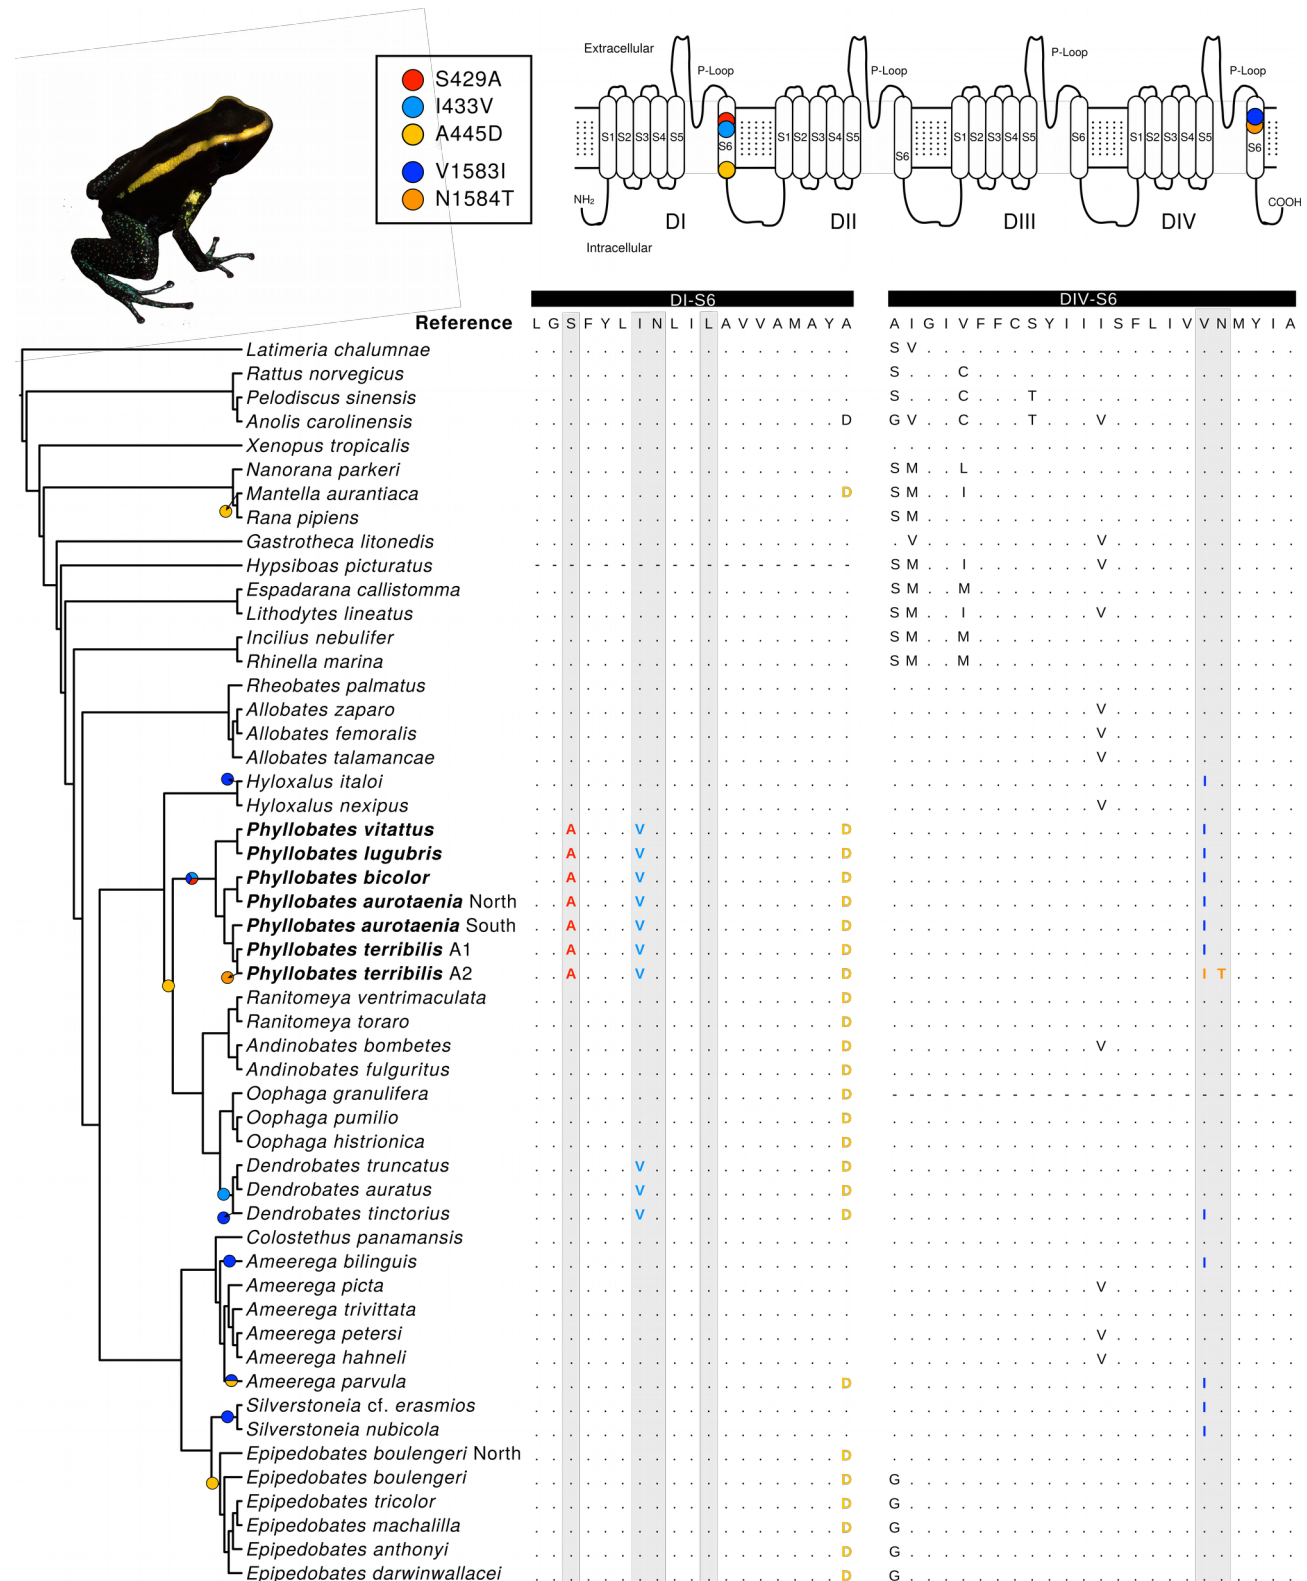 S429A
I433V
A445D
V1583I
N1584T
Extracellular
P-Loop
P-Loop
P-Loop
P-Loop
S1 S2 S3 S4 S5 S6
S1 S2 S3 S4 S5 S6
S1 S2 S3 S4 S5 S6
S1 S2 S3 S4 S5 S6
NH2
COOH
DI DII DIII DIV
Intracellular
DI-S6 DIV-S6
Reference L G S F Y L I N L I L A V V A M A Y A A I G I V F F C S Y I I I S F L I V V N M Y I A
Latimeria chalumnae S V
Rattus norvegicus S C
Pelodiscus sinensis S C T
Anolis carolinensis D G V C T V
Xenopus tropicalis
Nanorana parkeri S M L
Mantella aurantiaca D S M I
Rana pipiens S M
Gastrotheca litonedis V V
Hypsiboas picturatus - - - - - - - - - - - - - - - - - - - S M I V
Espadarana callistomma S M M
Lithodytes lineatus S M I V
Incilius nebulifer S M M
Rhinella marina S M M
Rheobates palmatus
Allobates zaparo V
Allobates femoralis V
Allobates talamancae V
Hyloxalus italoi I
Hyloxalus nexipus V
Phyllobates vitattus A V D I
Phyllobates lugubris A V D I
Phyllobates bicolor A V D I
Phyllobates aurotaenia North A V D I
Phyllobates aurotaenia South A V D I
Phyllobates terribilis A1 A V D I
Phyllobates terribilis A2 A V D I T
Ranitomeya ventrimaculata D
Ranitomeya toraro D
Andinobates bombetes D V
Andinobates fulguritus D
Oophaga granulifera D - - - - - - - - - - - - - - - - - - - - - - - -
Oophaga pumilio D
Oophaga histrionica D
Dendrobates truncatus V D
Dendrobates auratus V D
Dendrobates tinctorius V D I
Colostethus panamansis
Ameerega bilinguis I
Ameerega picta V
Ameerega trivittata
Ameerega petersi V
Ameerega hahneli V
Ameerega parvula D I
Silverstoneia cf. erasmios I
Silverstoneia nubicola I
Epipedobates boulengeri North D
Epipedobates boulengeri D G
Epipedobates tricolor D G
Epipedobates machalilla D G
Epipedobates anthonyi D G
Epipedobates darwinwallacei D G